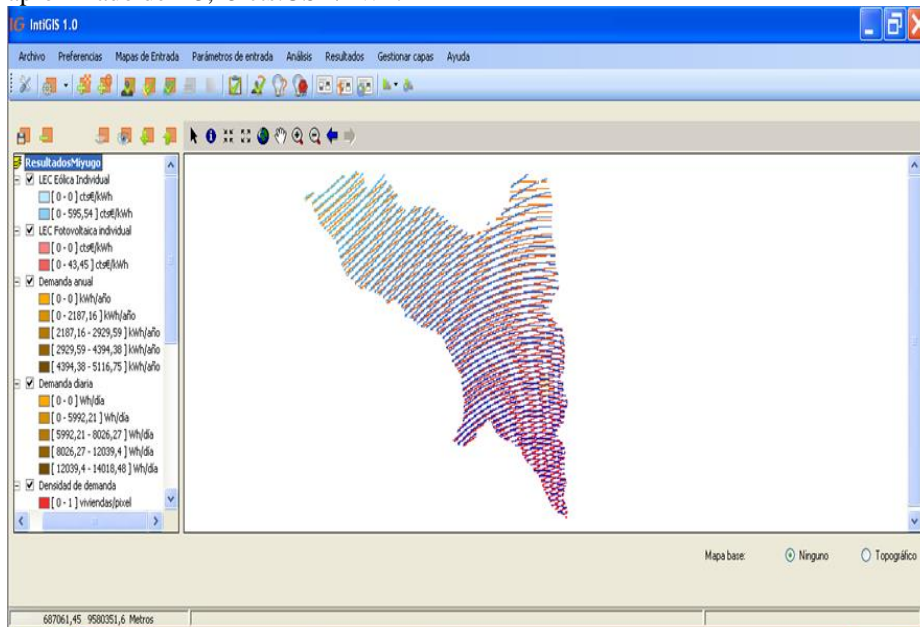 IG IntiGIS 1.0
Archivo Preferencias Mapas de Entrada Parámetros de entrada Análisis Resultados Gestionar capas Ayuda
ResultadosMiyugo
LEC Eólica Individual
[ 0 - 0 ] cts€/kWh
[ 0 - 595,54 ] cts€/kWh
LEC Fotovoltaica individual
[ 0 - 0 ] cts€/kWh
[ 0 - 43,45 ] cts€/kWh
Demanda anual
[ 0 - 0 ] kWh/año
[ 0 - 2187,16 ] kWh/año
[ 2187,16 - 2929,59 ] kWh/año
[ 2929,59 - 4394,38 ] kWh/año
[ 4394,38 - 5116,75 ] kWh/año
Demanda diaria
[ 0 - 0 ] Wh/día
[ 0 - 5992,21 ] Wh/día
[ 5992,21 - 8026,27 ] Wh/día
[ 8026,27 - 12039,4 ] Wh/día
[ 12039,4 - 14018,48 ] Wh/día
Densidad de demanda
[ 0 - 1 ] viviendas/pixel
Mapa base: Ninguno Topográfico
687061,45 9580351,6 Metros